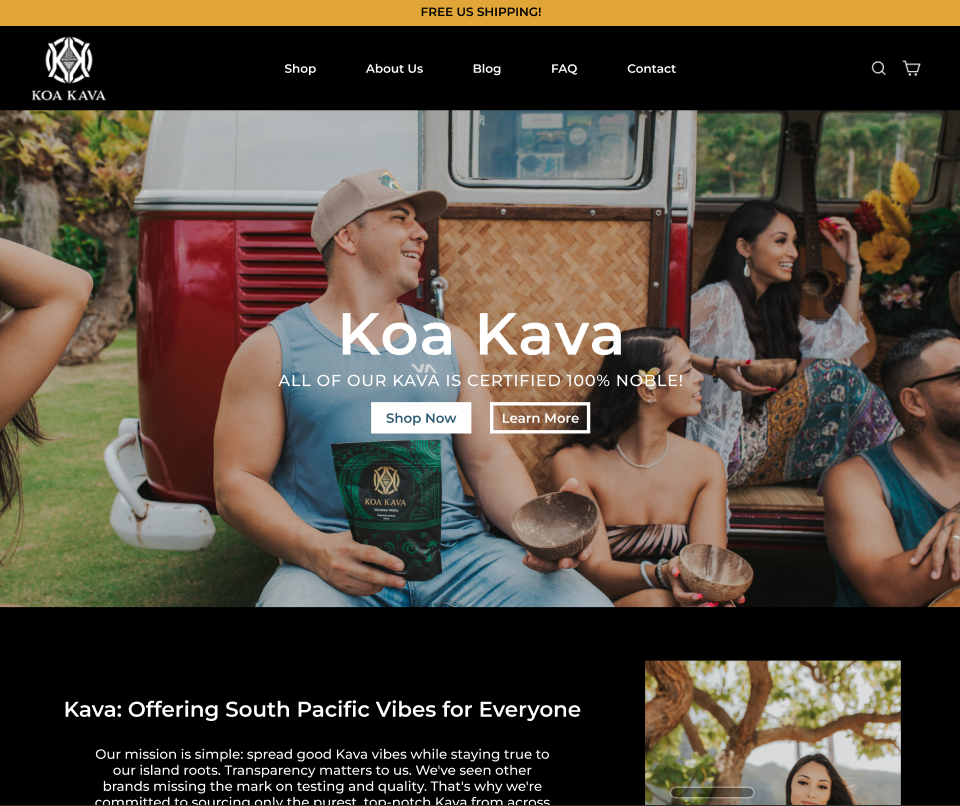 FREE US SHIPPING!
KOA KAVA
Shop
About Us
Blog
FAQ
Contact
Koa Kava
ALL OF OUR KAVA IS CERTIFIED 100% NOBLE!
Shop Now
Learn More
KOA KAVA
Kava: Offering South Pacific Vibes for Everyone
Our mission is simple: spread good Kava vibes while staying true to
our island roots. Transparency matters to us. We've seen other
brands missing the mark on testing and quality. That's why we're
committed to sourcing only the purest, top-notch Kava from across